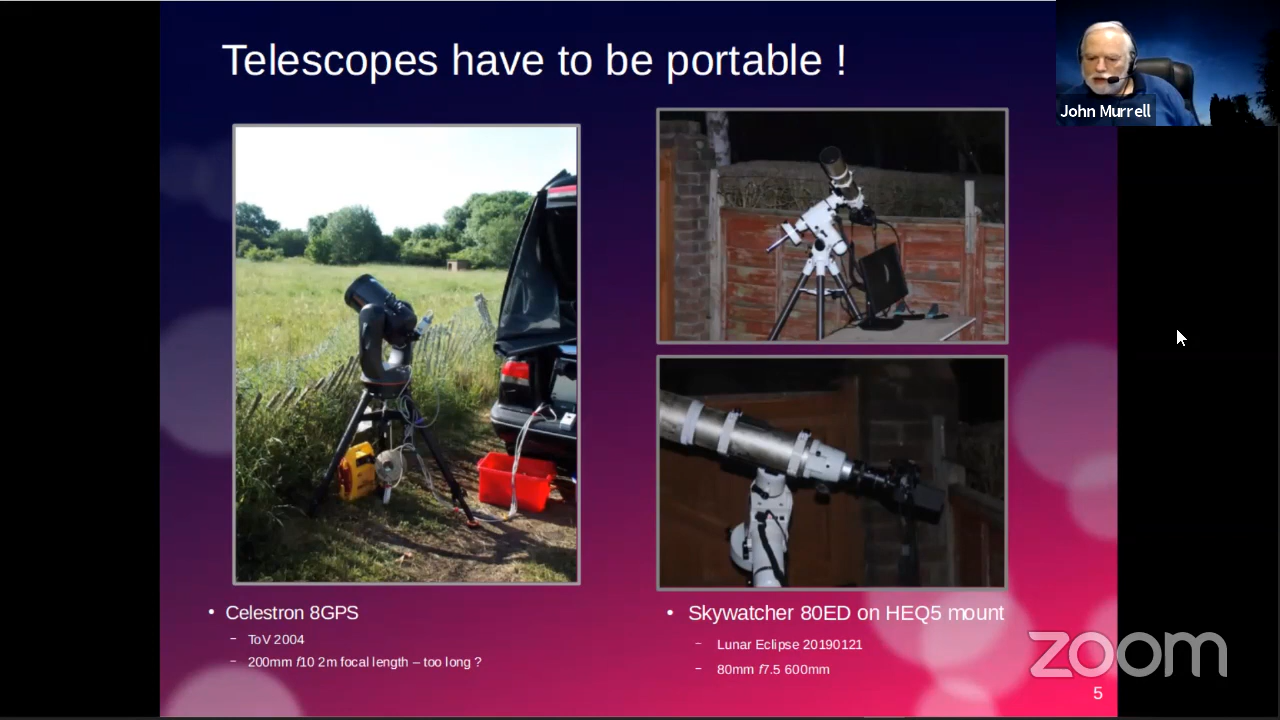 Telescopes have to be portable !
John Murrell
• Celestron 8GPS
– ToV 2004
– 200mm f10 2m focal length – too long ?
• Skywatcher 80ED on HEQ5 mount
– Lunar Eclipse 20190121
– 80mm f7.5 600mm
zoom
5